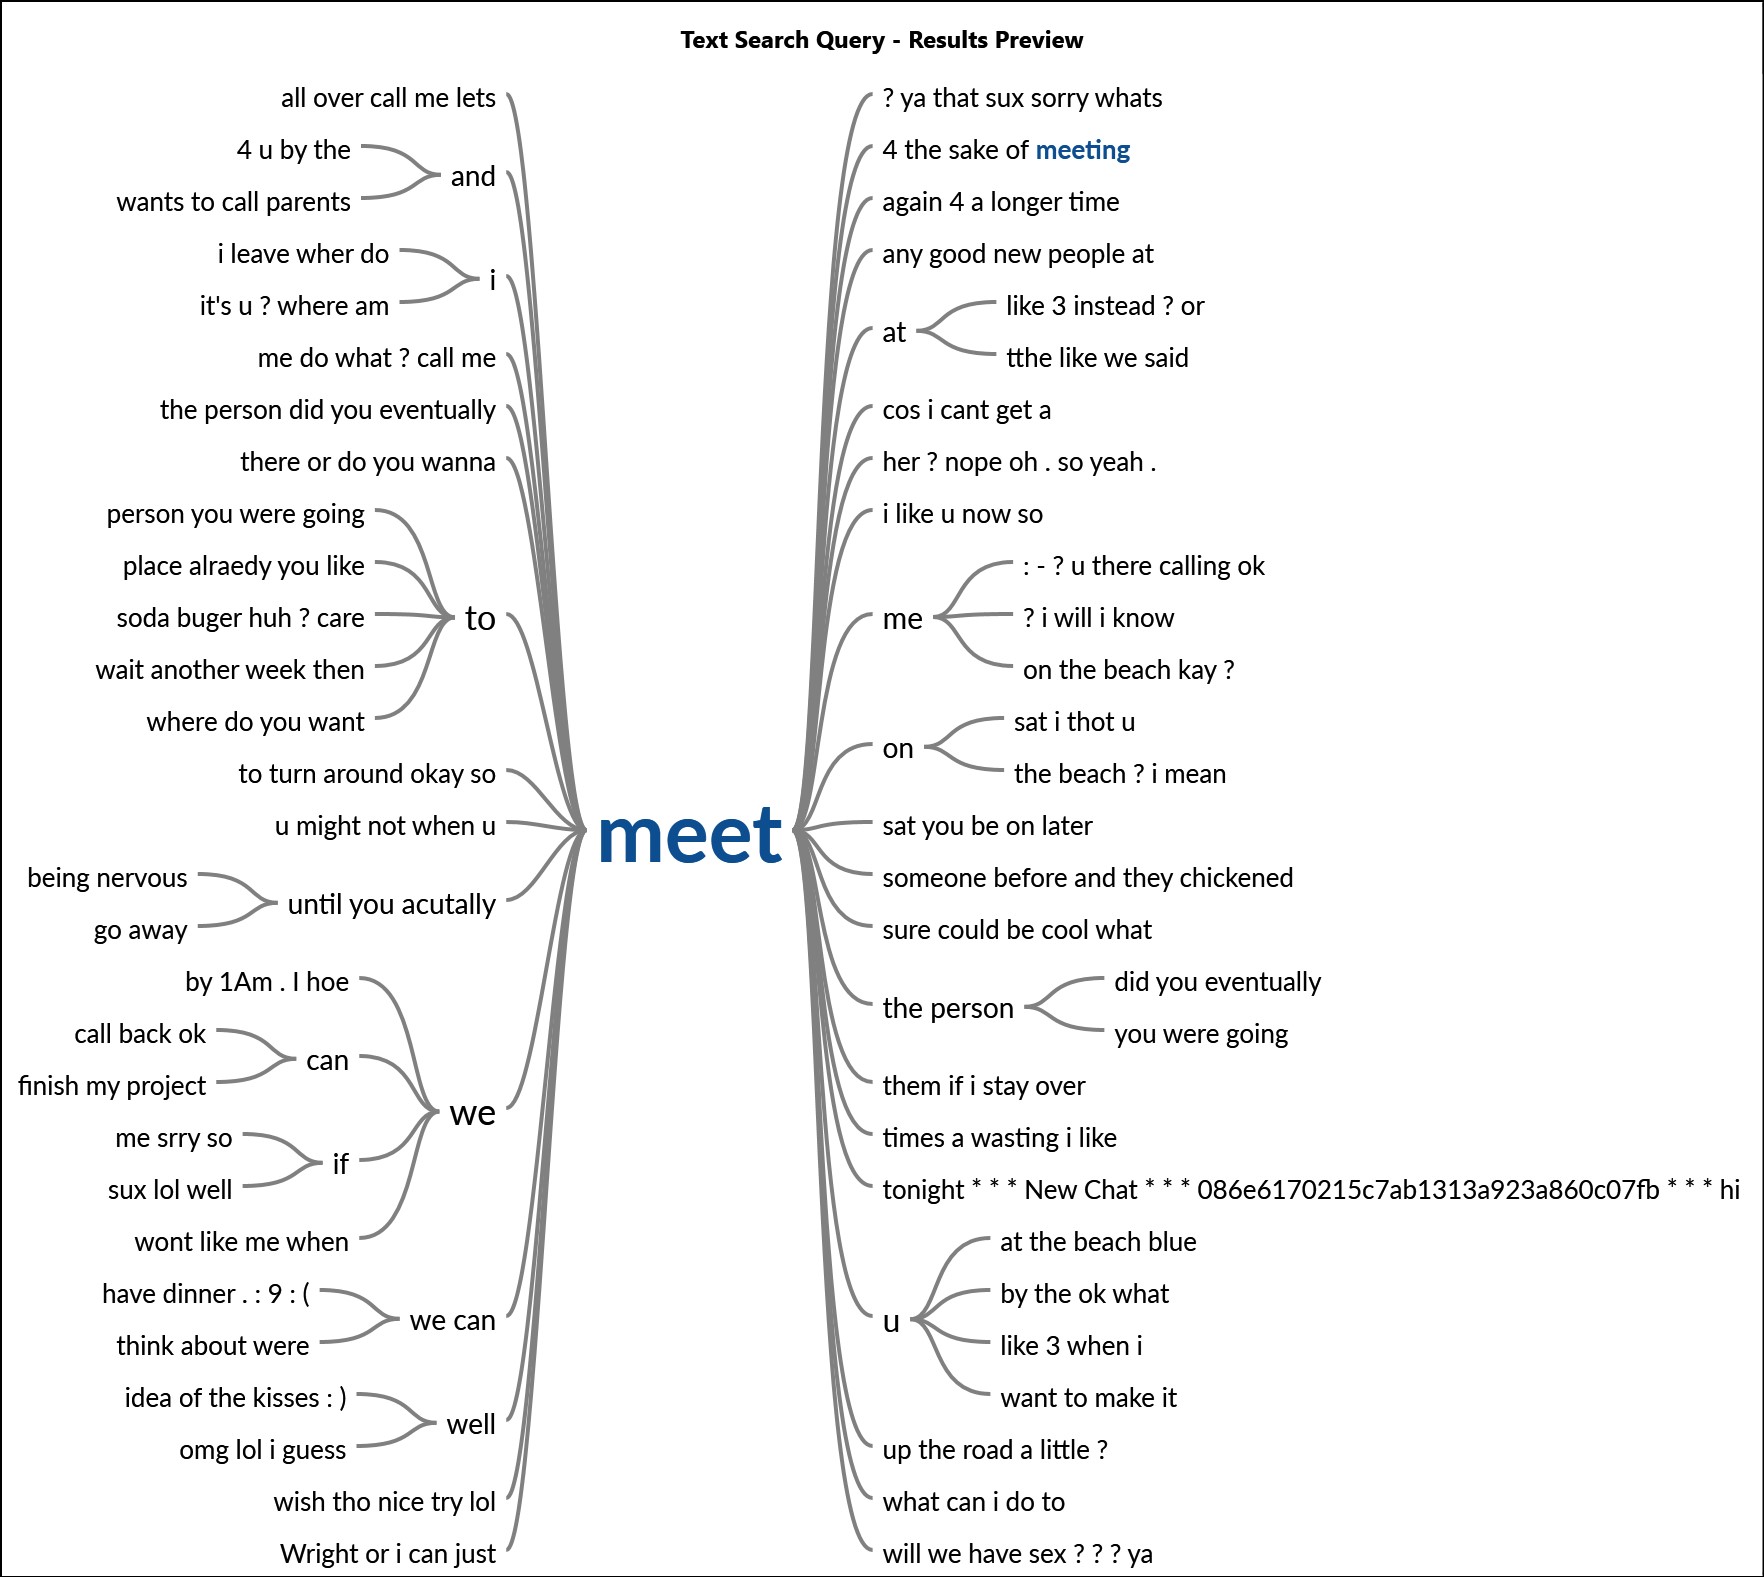 Text Search Query - Results Preview
all over call me lets
4 u by the
and
wants to call parents
i leave wher do
i
it's u ? where am
me do what ? call me
the person did you eventually
there or do you wanna
person you were going
place alraedy you like
soda buger huh ? care
to
wait another week then
where do you want
to turn around okay so
u might not when u
being nervous
until you acutally
go away
by 1Am . I hoe
call back ok
can
finish my project
we
me srry so
if
sux lol well
wont like me when
have dinner . : 9 : (
we can
think about were
idea of the kisses : )
well
omg lol i guess
wish tho nice try lol
Wright or i can just
meet
? ya that sux sorry whats
4 the sake of meeting
again 4 a longer time
any good new people at
like 3 instead ? or
at
tthe like we said
cos i cant get a
her ? nope oh . so yeah .
i like u now so
: - ? u there calling ok
me
? i will i know
on the beach kay ?
sat i thot u
on
the beach ? i mean
sat you be on later
someone before and they chickened
sure could be cool what
did you eventually
the person
you were going
them if i stay over
times a wasting i like
tonight * * * New Chat * * * 086e6170215c7ab1313a923a860c07fb * * * hi
at the beach blue
by the ok what
u
like 3 when i
want to make it
up the road a little ?
what can i do to
will we have sex ? ? ? ya